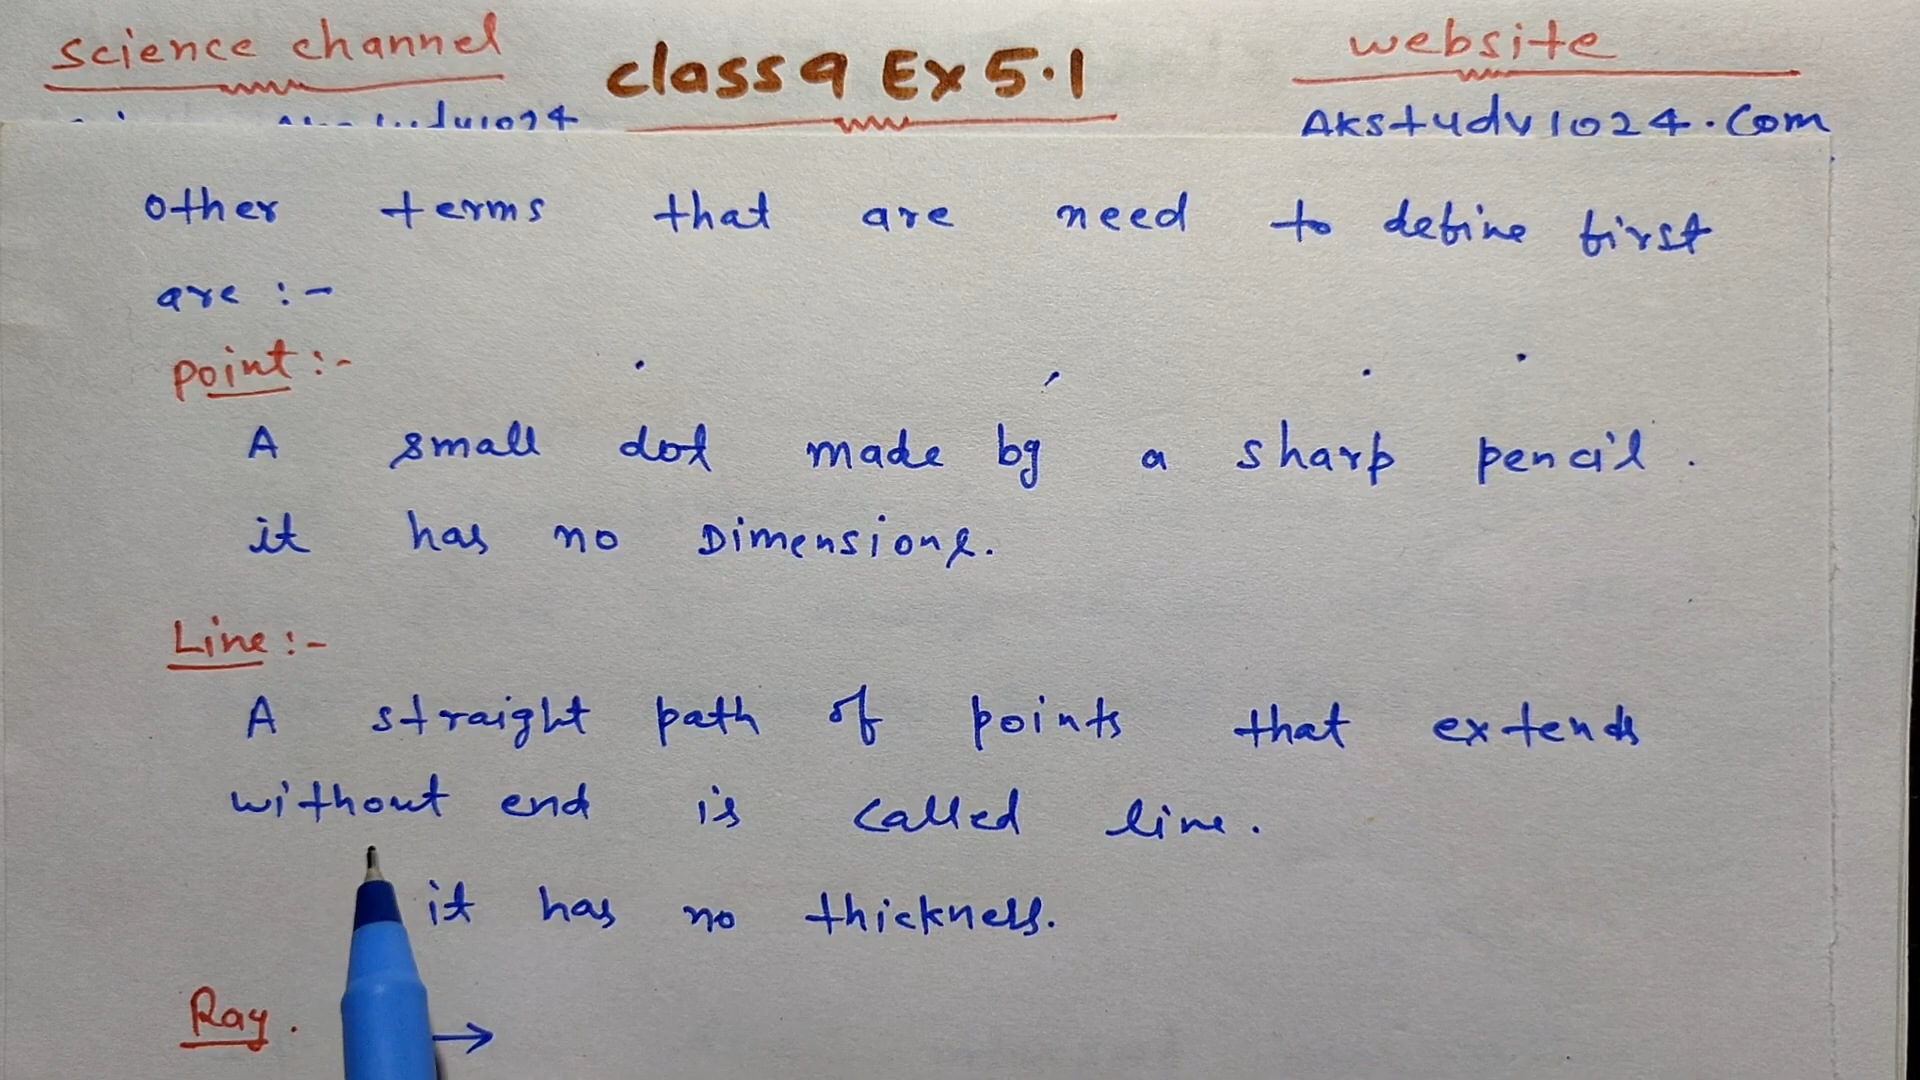 science channel
class 9 Ex 5.1
website
Akstudy1024.Com
other terms that are need to define first
are :-
point :-
A small dot made by a sharp pencil.
it has no Dimensions.
Line :-
A straight path of points that extends
without end is called line.
it has no thickness.
Ray.